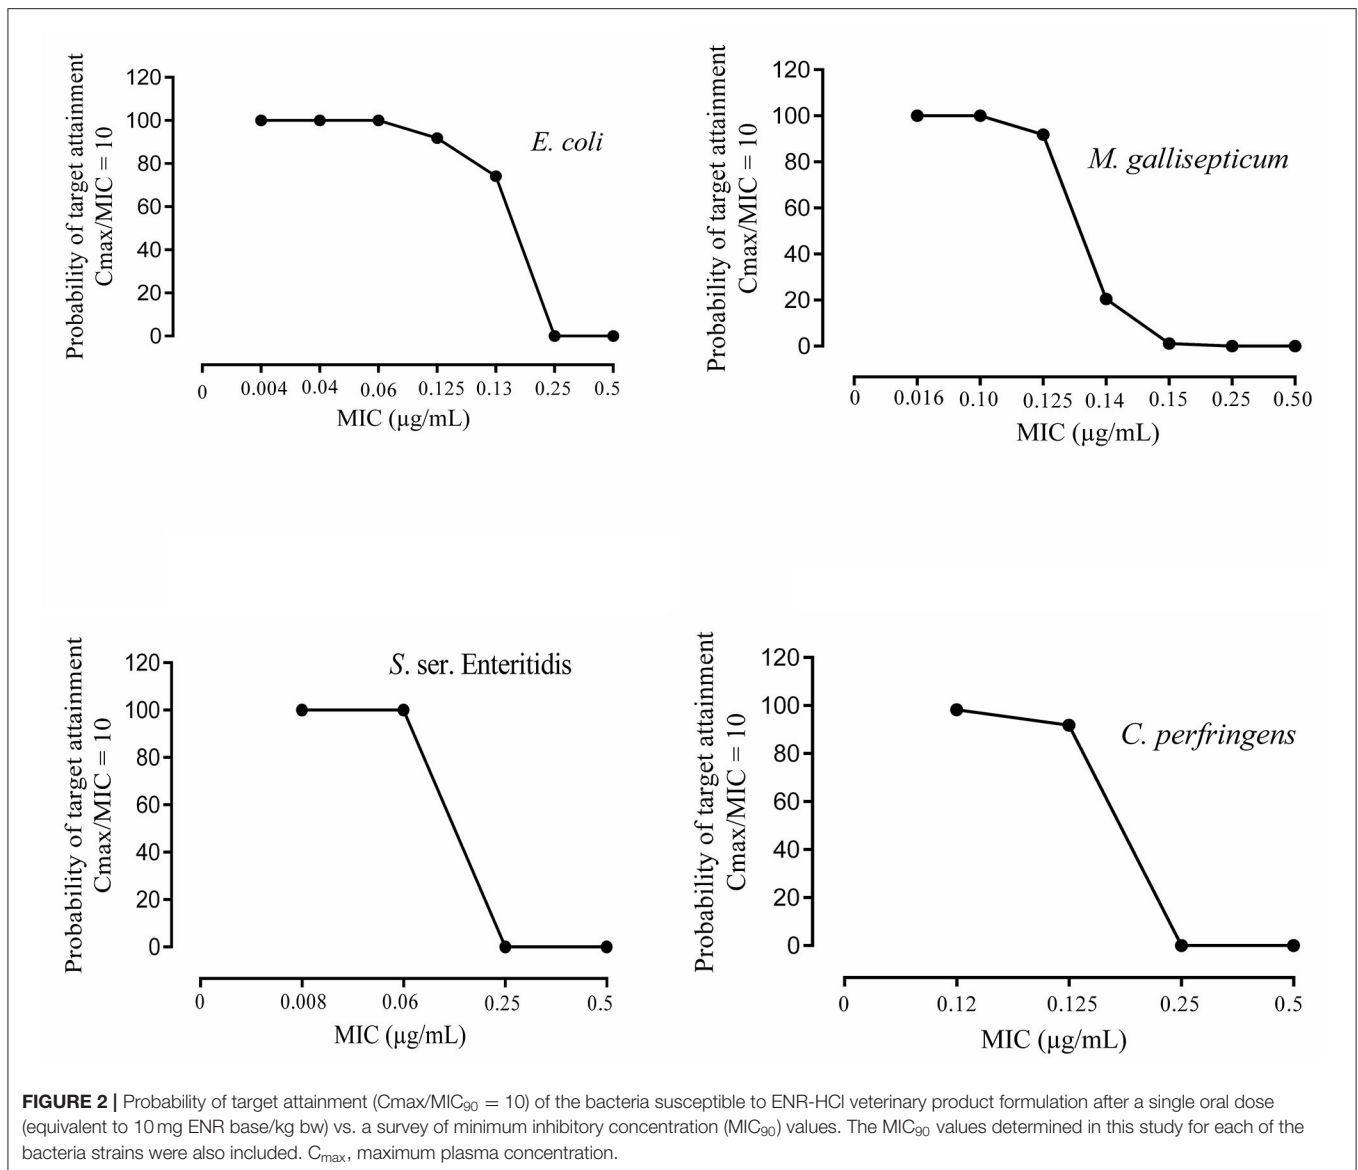 Probability of target attainment
Cmax/MIC = 10
120
100
80
60
40
20
0
E. coli
0 0.004 0.04 0.06 0.125 0.13 0.25 0.5
MIC (µg/mL)
Probability of target attainment
Cmax/MIC = 10
120
100
80
60
40
20
0
M. gallisepticum
0 0.016 0.10 0.125 0.14 0.15 0.25 0.50
MIC (µg/mL)
Probability of target attainment
Cmax/MIC = 10
120
100
80
60
40
20
0
S. ser. Enteritidis
0 0.008 0.06 0.25 0.5
MIC (µg/mL)
Probability of target attainment
Cmax/MIC = 10
120
100
80
60
40
20
0
C. perfringens
0 0.12 0.125 0.25 0.5
MIC (µg/mL)
FIGURE 2 | Probability of target attainment (Cmax/MIC90 = 10) of the bacteria susceptible to ENR-HCl veterinary product formulation after a single oral dose
(equivalent to 10 mg ENR base/kg bw) vs. a survey of minimum inhibitory concentration (MIC90) values. The MIC90 values determined in this study for each of the
bacteria strains were also included. Cmax, maximum plasma concentration.